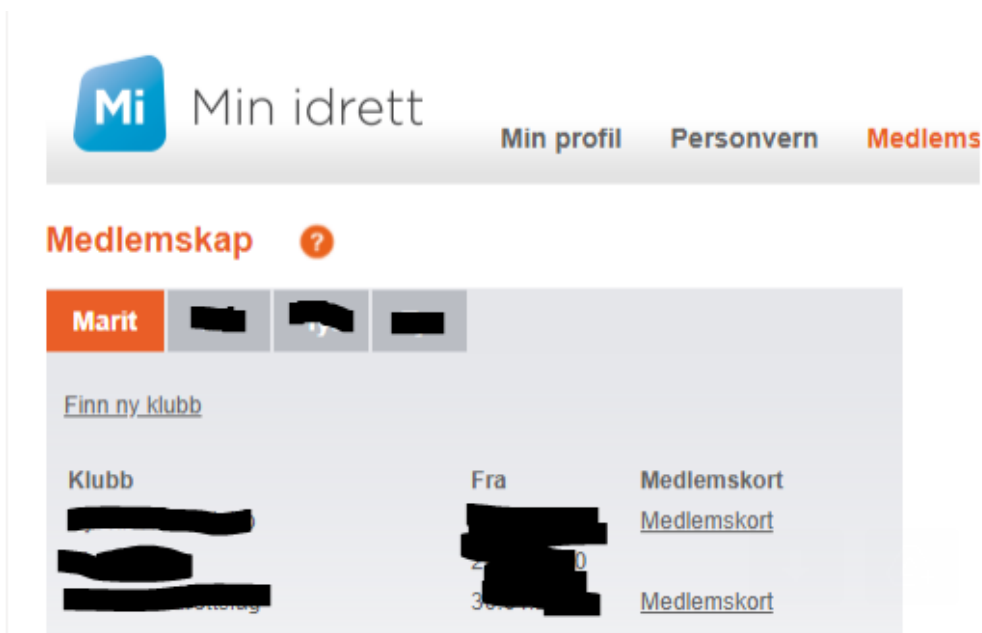 Mi Min idrett
Min profil Personvern Medlems
Medlemskap ?
Marit
Finn ny klubb
Klubb Fra Medlemskort
Medlemskort
Medlemskort